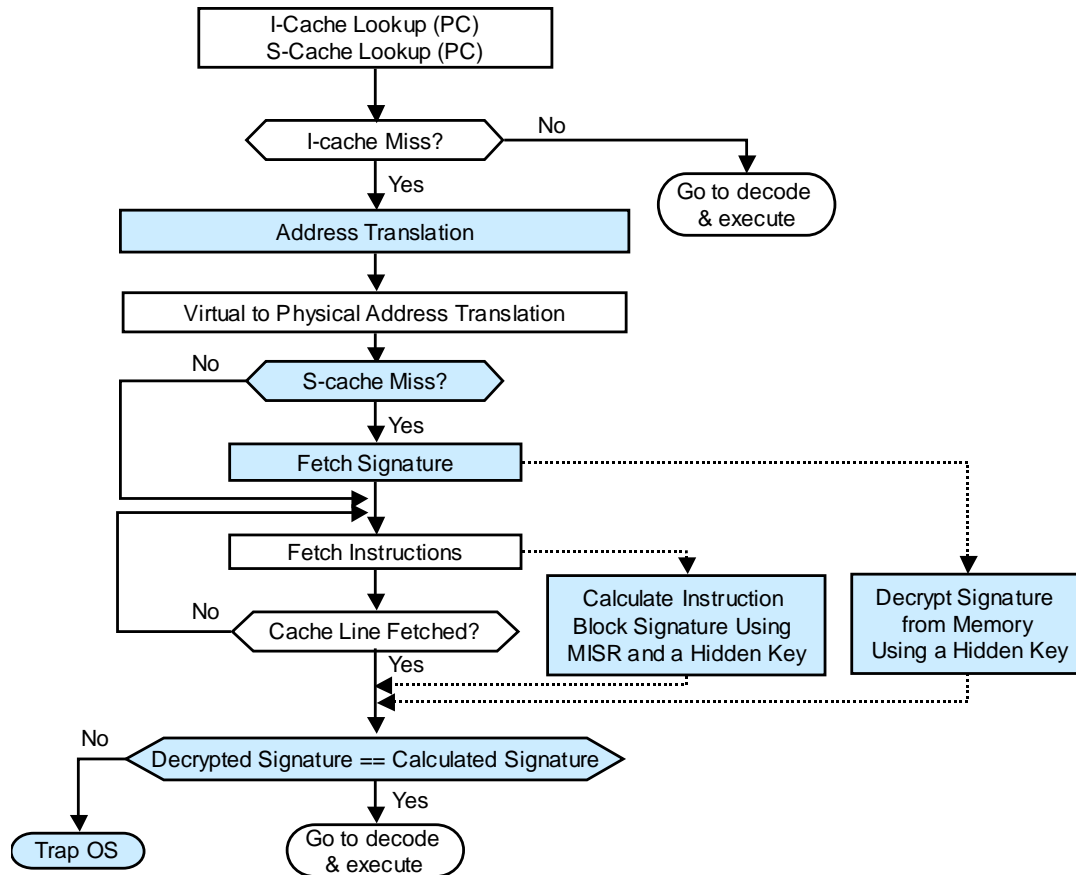 I-Cache Lookup (PC)
S-Cache Lookup (PC)
I-cache Miss?
No
Yes
Go to decode
& execute
Address Translation
Virtual to Physical Address Translation
No
S-cache Miss?
Yes
Fetch Signature
Fetch Instructions
Calculate Instruction
Block Signature Using
MISR and a Hidden Key
Decrypt Signature
from Memory
Using a Hidden Key
No
Cache Line Fetched?
Yes
No
Decrypted Signature == Calculated Signature
Yes
Trap OS
Go to decode
& execute